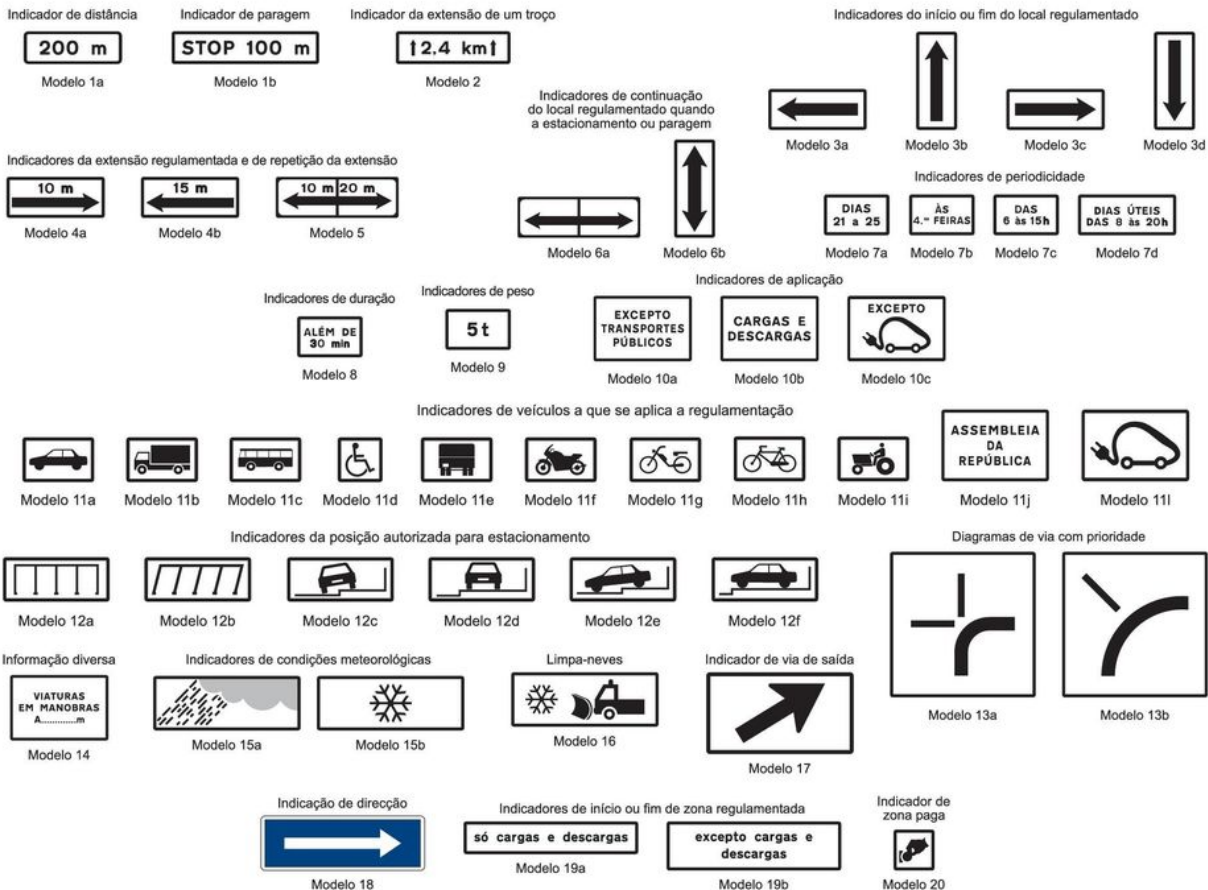 Indicador de distância
200 m
Modelo 1a
Indicador de paragem
STOP 100 m
Modelo 1b
Indicador da extensão de um troço
2,4 km
Modelo 2
Indicadores do início ou fim do local regulamentado
Modelo 3a
Modelo 3b
Modelo 3c
Modelo 3d
Indicadores da extensão regulamentada e de repetição da extensão
10 m
Modelo 4a
15 m
Modelo 4b
10 m 20 m
Modelo 5
Indicadores de continuação
do local regulamentado quando
a estacionamento ou paragem
Modelo 6a
Modelo 6b
Indicadores de periodicidade
DIAS
21 a 25
Modelo 7a
ÀS
4.ªˢ FEIRAS
Modelo 7b
DAS
6 às 15h
Modelo 7c
DIAS ÚTEIS
DAS 8 às 20h
Modelo 7d
Indicadores de duração
ALÉM DE
30 min
Modelo 8
Indicadores de peso
5 t
Modelo 9
Indicadores de aplicação
EXCEPTO
TRANSPORTES
PÚBLICOS
Modelo 10a
CARGAS E
DESCARGAS
Modelo 10b
EXCEPTO
Modelo 10c
Indicadores de veículos a que se aplica a regulamentação
Modelo 11a
Modelo 11b
Modelo 11c
Modelo 11d
Modelo 11e
Modelo 11f
Modelo 11g
Modelo 11h
Modelo 11i
ASSEMBLEIA
DA
REPÚBLICA
Modelo 11j
Modelo 11l
Indicadores da posição autorizada para estacionamento
Modelo 12a
Modelo 12b
Modelo 12c
Modelo 12d
Modelo 12e
Modelo 12f
Diagramas de via com prioridade
Modelo 13a
Modelo 13b
Informação diversa
VIATURAS
EM MANOBRAS
A.............m
Modelo 14
Indicadores de condições meteorológicas
Modelo 15a
Modelo 15b
Limpa-neves
Modelo 16
Indicador de via de saída
Modelo 17
Indicação de direcção
Modelo 18
Indicadores de início ou fim de zona regulamentada
só cargas e descargas
Modelo 19a
excepto cargas e
descargas
Modelo 19b
Indicador de
zona paga
Modelo 20